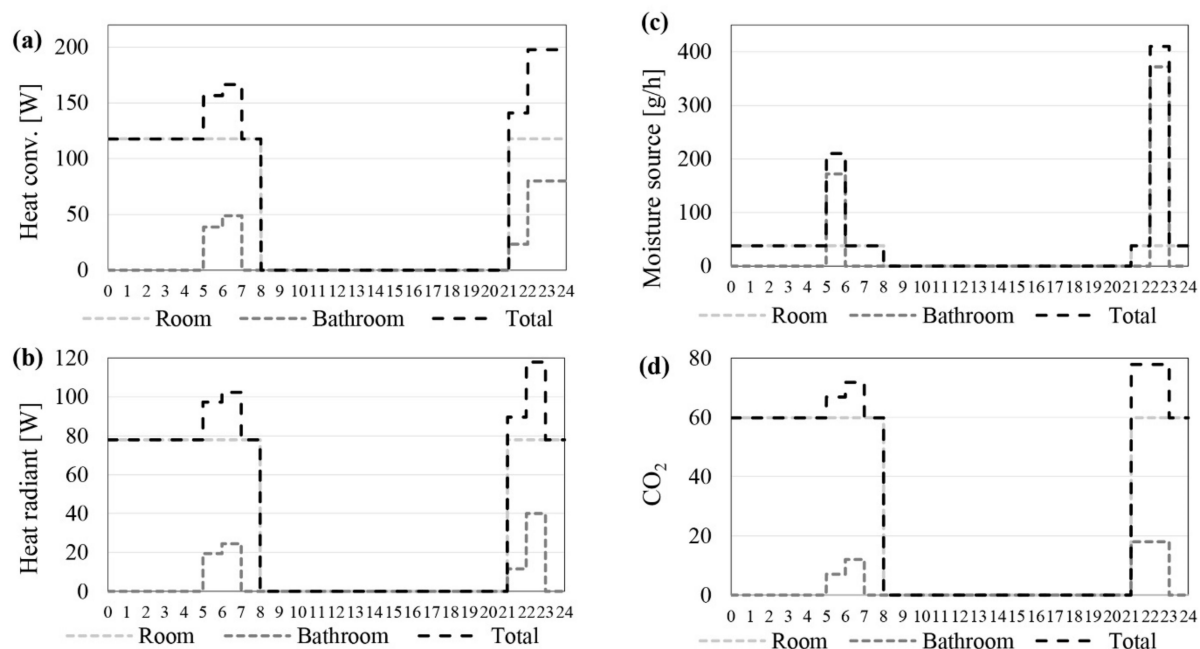 (a)
Heat conv. [W]
200
150
100
50
0
0 1 2 3 4 5 6 7 8 9 10 11 12 13 14 15 16 17 18 19 20 21 22 23 24
Room Bathroom Total
(b)
Heat radiant [W]
120
100
80
60
40
20
0
0 1 2 3 4 5 6 7 8 9 10 11 12 13 14 15 16 17 18 19 20 21 22 23 24
Room Bathroom Total
(c)
Moisture source [g/h]
400
300
200
100
0
0 1 2 3 4 5 6 7 8 9 10 11 12 13 14 15 16 17 18 19 20 21 22 23 24
Room Bathroom Total
(d)
CO₂
80
60
40
20
0
0 1 2 3 4 5 6 7 8 9 10 11 12 13 14 15 16 17 18 19 20 21 22 23 24
Room Bathroom Total